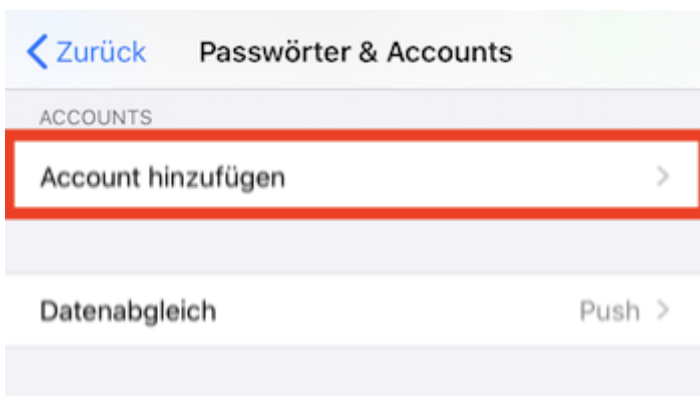 Zurück Passwörter & Accounts
ACCOUNTS
Account hinzufügen
Datenabgleich Push